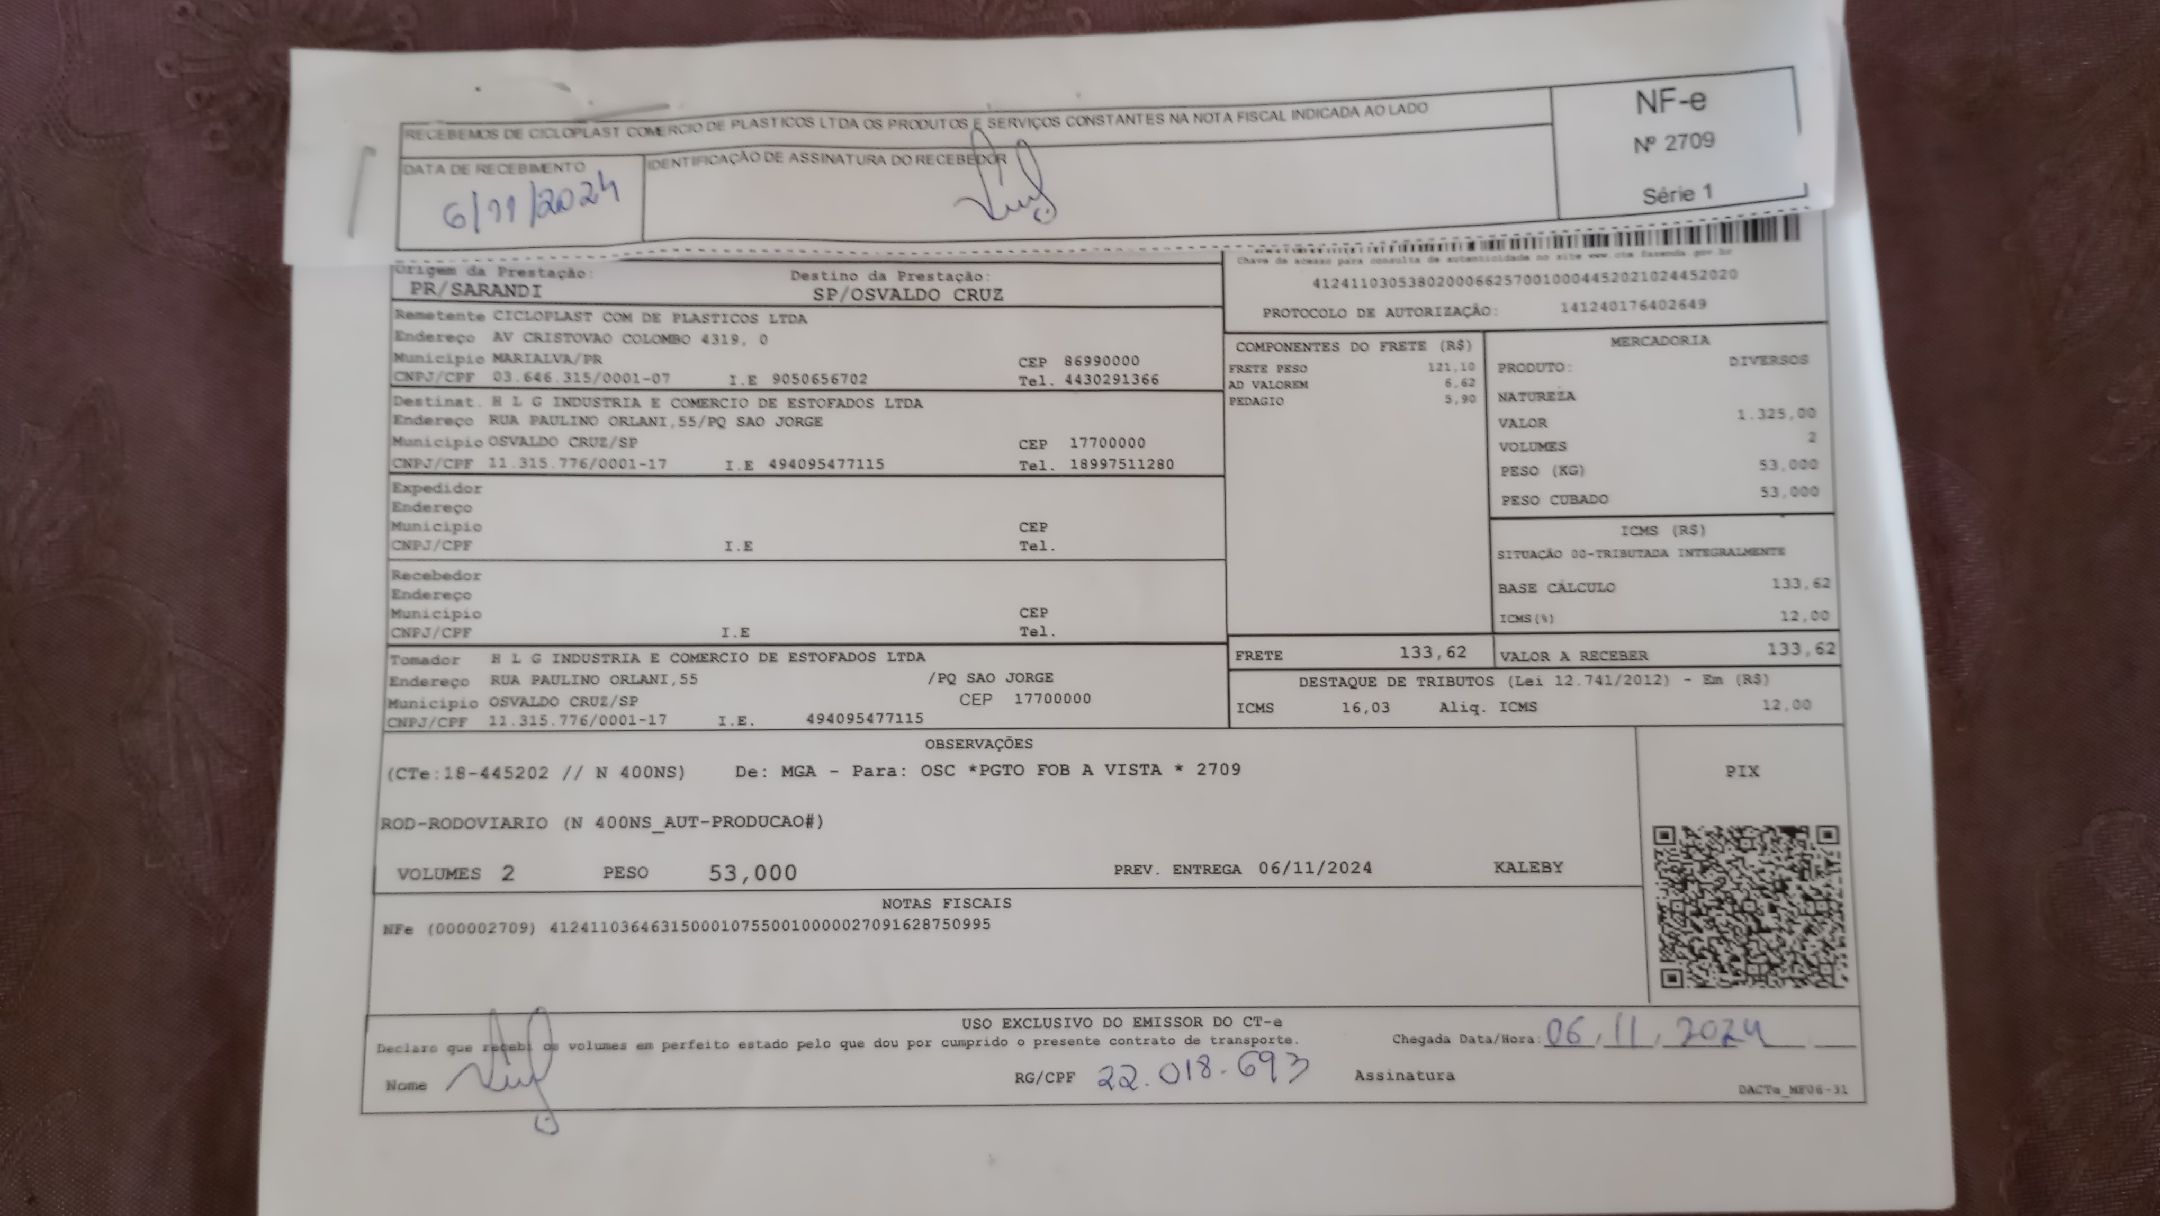 RECEBEMOS DE CICLOPLAST COMERCIO DE PLASTICOS LTDA OS PRODUTOS E SERVIÇOS CONSTANTES NA NOTA FISCAL INDICADA AO LADO
NF-e
Nº 2709
Série 1
DATA DE RECEBIMENTO
6/11/2024
IDENTIFICAÇÃO DE ASSINATURA DO RECEBEDOR
Origem da Prestação:
PR/SARANDI
Destino da Prestação:
SP/OSVALDO CRUZ
Chave de acesso para consulta de autenticidade no site www.cte.fazenda.gov.br
41241103053802000662570010004452021024452020
PROTOCOLO DE AUTORIZAÇÃO: 141240176402649
Remetente CICLOPLAST COM DE PLASTICOS LTDA
Endereço AV CRISTOVAO COLOMBO 4319, 0
Municipio MARIALVA/PR CEP 86990000
CNPJ/CPF 03.646.315/0001-07 I.E 9050656702 Tel. 4430291366
Destinat. H L G INDUSTRIA E COMERCIO DE ESTOFADOS LTDA
Endereço RUA PAULINO ORLANI,55/PQ SAO JORGE
Municipio OSVALDO CRUZ/SP CEP 17700000
CNPJ/CPF 11.315.776/0001-17 I.E 494095477115 Tel. 18997511280
Expedidor
Endereço
Municipio CEP
CNPJ/CPF I.E Tel.
Recebedor
Endereço
Municipio CEP
CNPJ/CPF I.E Tel.
Tomador H L G INDUSTRIA E COMERCIO DE ESTOFADOS LTDA
Endereço RUA PAULINO ORLANI,55 /PQ SAO JORGE
Municipio OSVALDO CRUZ/SP CEP 17700000
CNPJ/CPF 11.315.776/0001-17 I.E. 494095477115
COMPONENTES DO FRETE (R$)
FRETE PESO 121,10
AD VALOREM 6,62
PEDAGIO 5,90
MERCADORIA
PRODUTO: DIVERSOS
NATUREZA
VALOR 1.325,00
VOLUMES 2
PESO (KG) 53,000
PESO CUBADO 53,000
ICMS (R$)
SITUAÇÃO 00-TRIBUTADA INTEGRALMENTE
BASE CÁLCULO 133,62
ICMS(%) 12,00
FRETE 133,62
VALOR A RECEBER 133,62
DESTAQUE DE TRIBUTOS (Lei 12.741/2012) - Em (R$)
ICMS 16,03 Aliq. ICMS 12,00
OBSERVAÇÕES
(CTe:18-445202 // N 400NS) De: MGA - Para: OSC *PGTO FOB A VISTA * 2709
PIX
ROD-RODOVIARIO (N 400NS_AUT-PRODUCAO#)
VOLUMES 2 PESO 53,000 PREV. ENTREGA 06/11/2024 KALEBY
NOTAS FISCAIS
NFe (000002709) 41241103646315000107550010000027091628750995
USO EXCLUSIVO DO EMISSOR DO CT-e
Declaro que recebi os volumes em perfeito estado pelo que dou por cumprido o presente contrato de transporte.
Chegada Data/Hora: 06/11/2024
Nome
RG/CPF 22.018.693
Assinatura
DACTe_MF06-31